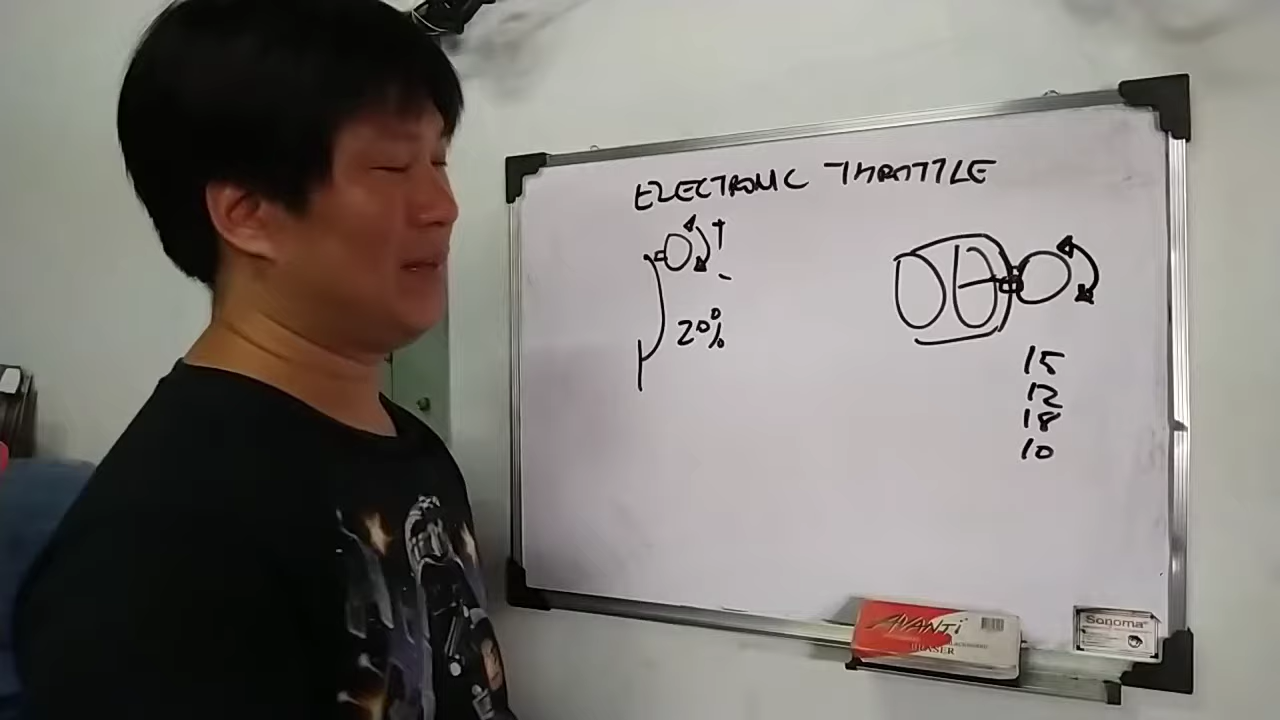 ELECTRONIC THROTTLE
+
-
20%
15
12
18
10
AVANTI
ERASER
Sonoma